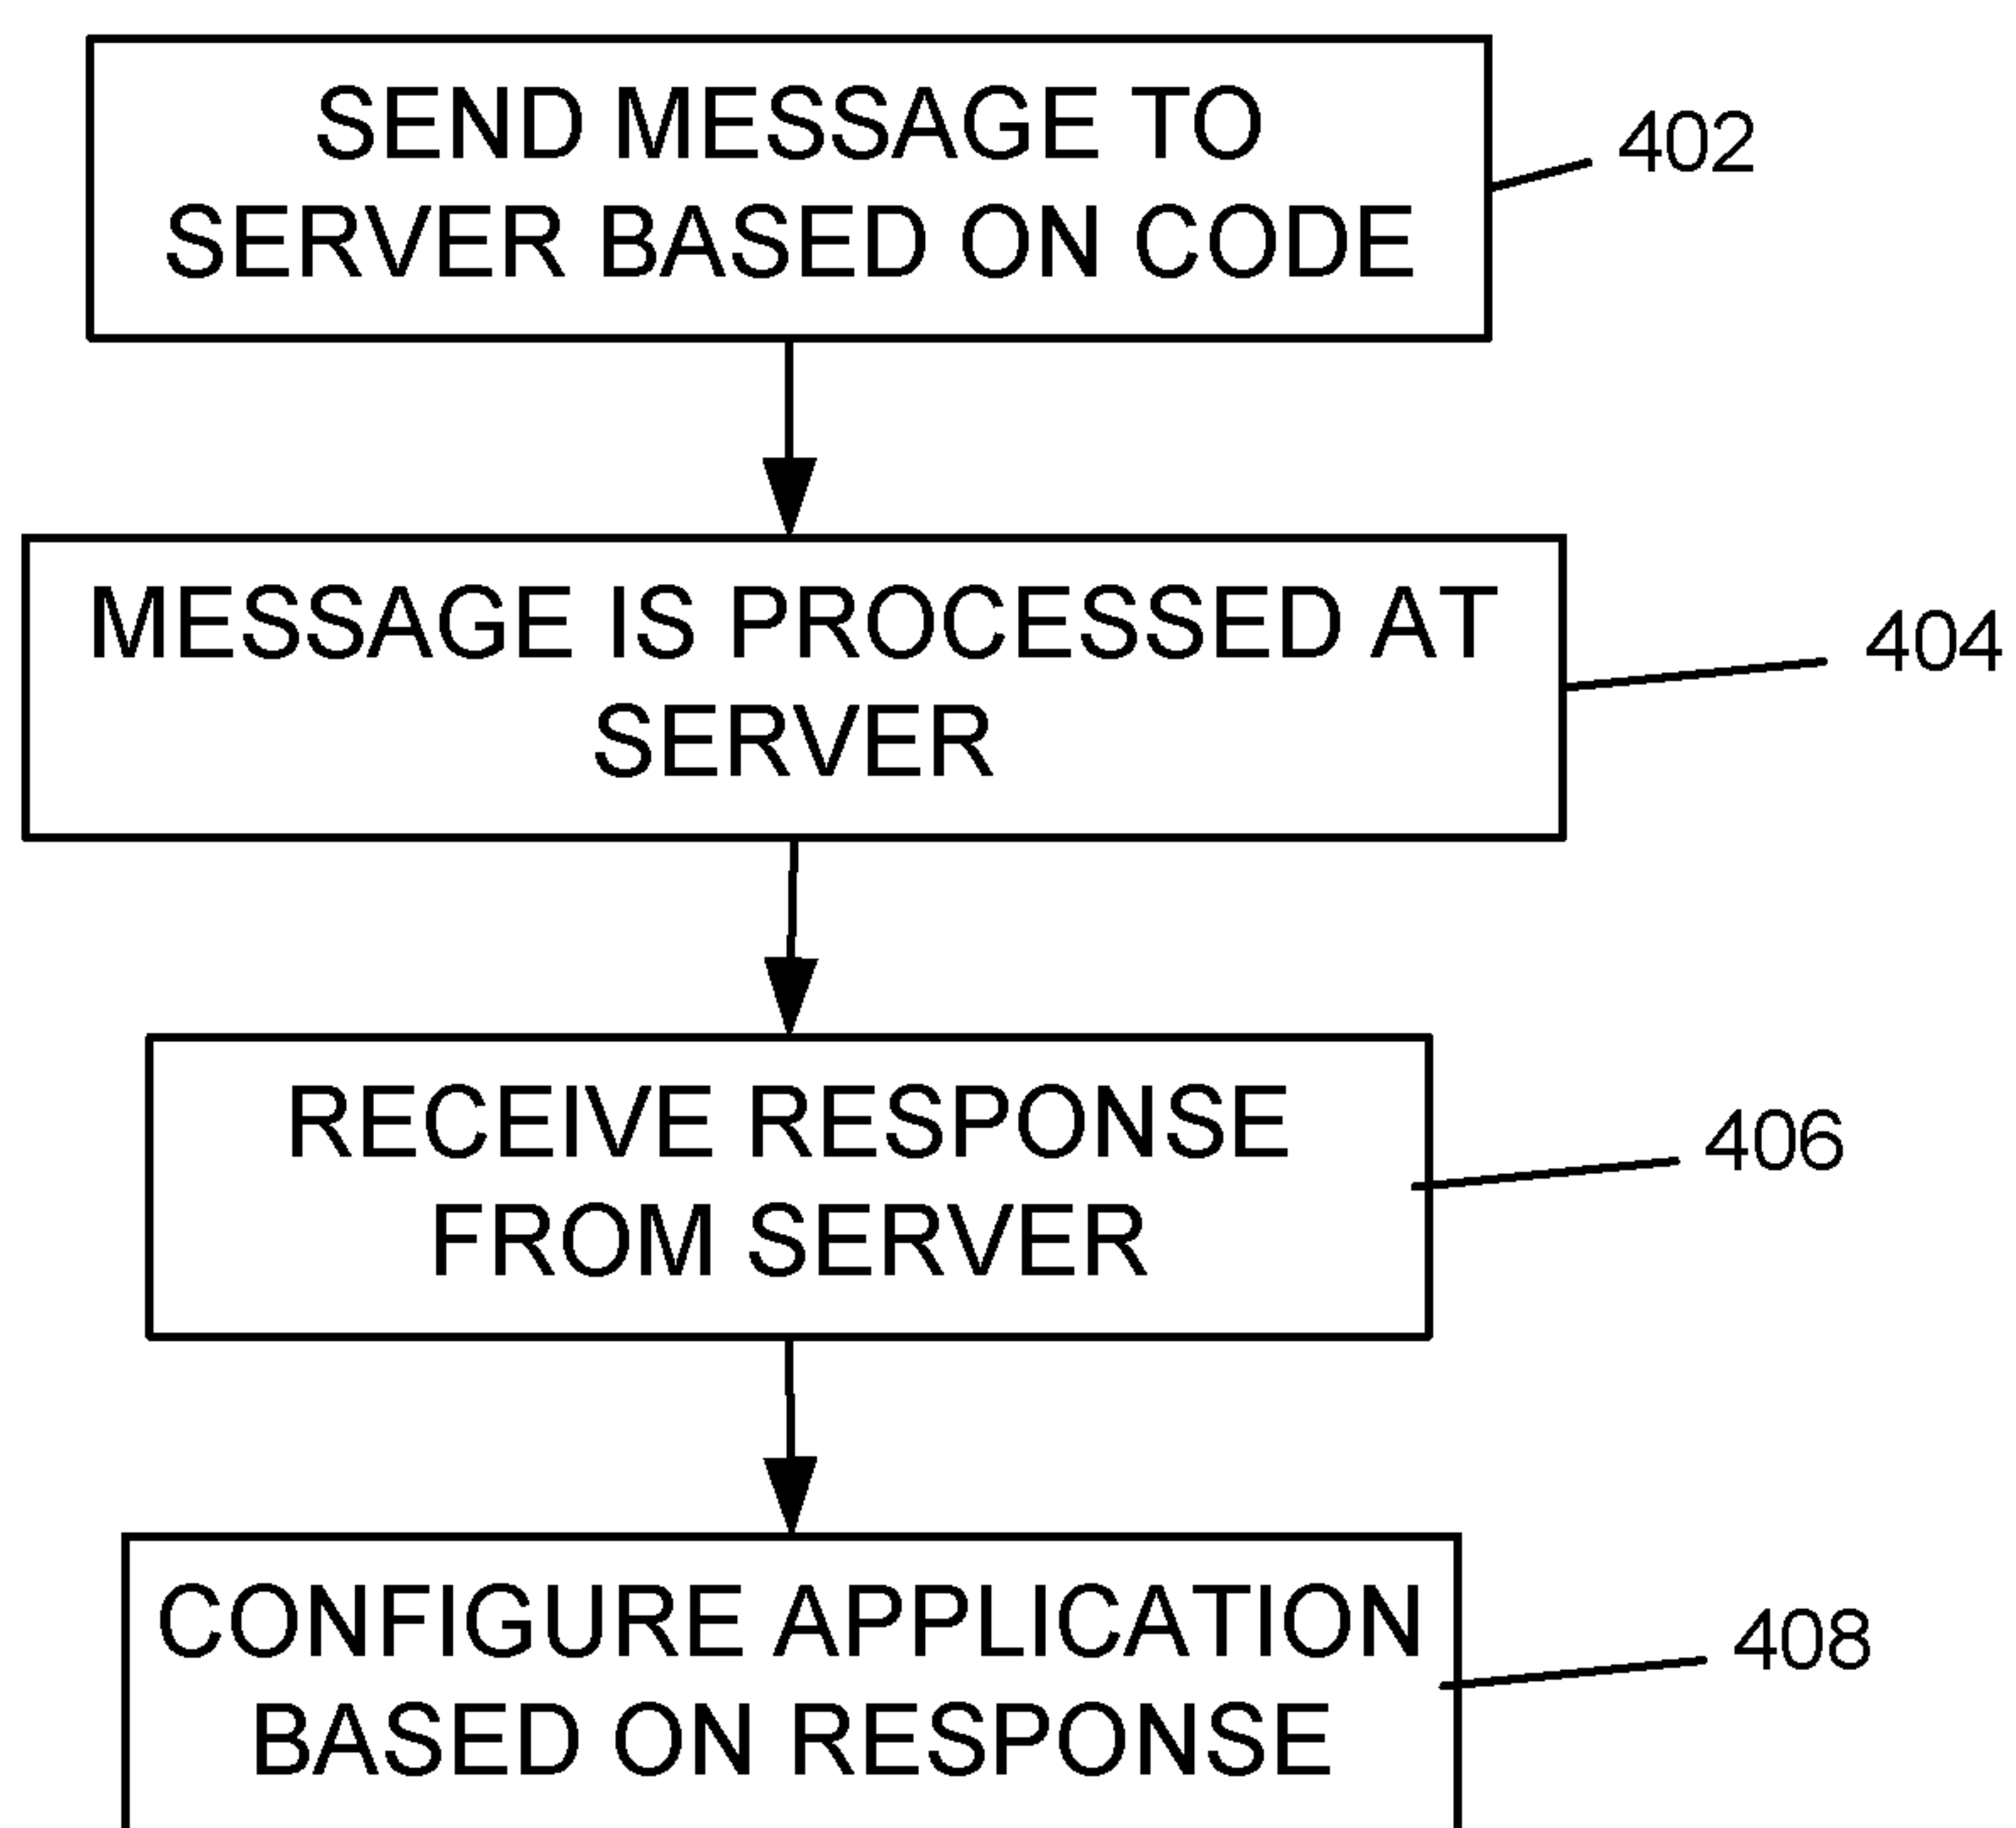 SEND MESSAGE TO
SERVER BASED ON CODE
402
MESSAGE IS PROCESSED AT
SERVER
404
RECEIVE RESPONSE
FROM SERVER
406
CONFIGURE APPLICATION
BASED ON RESPONSE
408